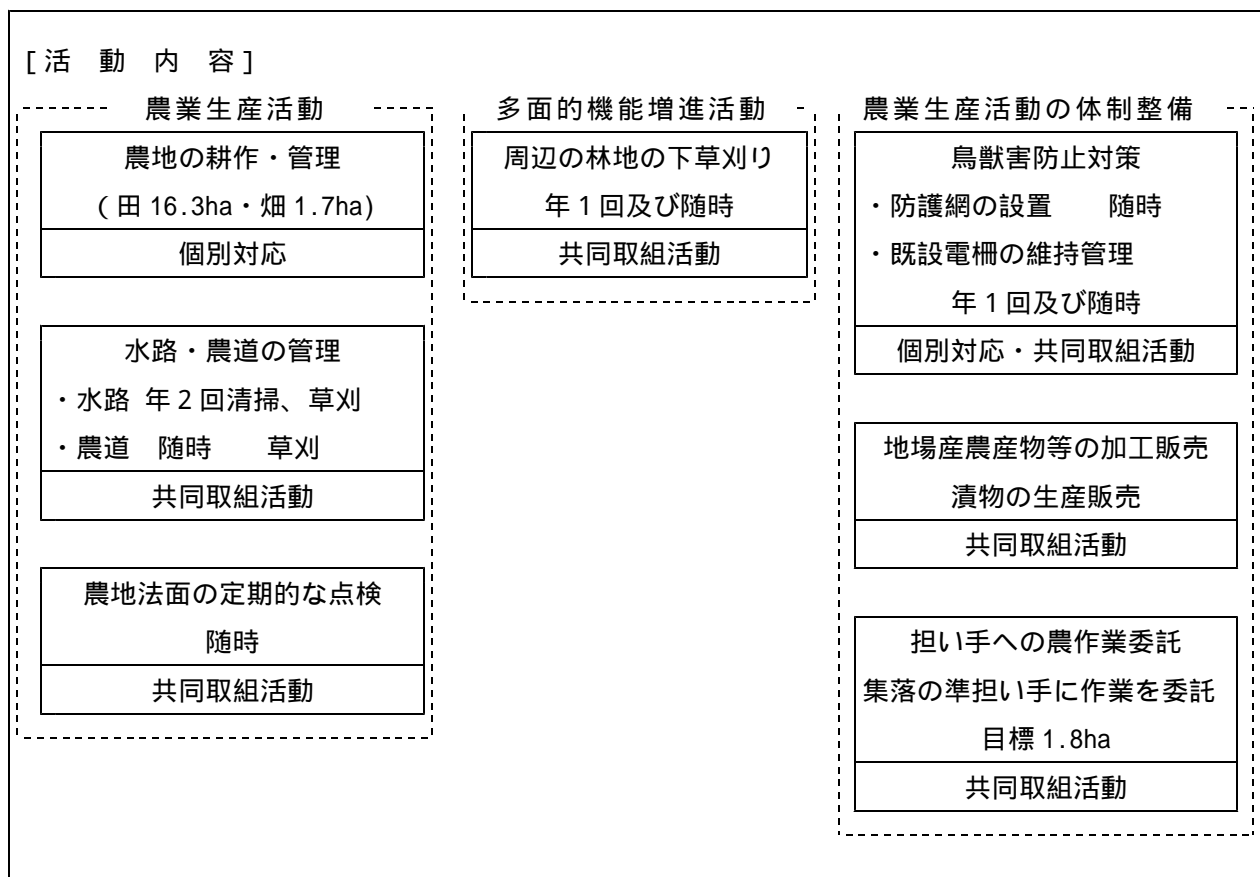 [活 動 内 容]
農業生産活動
農地の耕作・管理
(田16.3ha・畑1.7ha)
個別対応
水路・農道の管理
・水路 年2回清掃、草刈
・農道 随時 草刈
共同取組活動
農地法面の定期的な点検
随時
共同取組活動
多面的機能増進活動
周辺の林地の下草刈り
年1回及び随時
共同取組活動
農業生産活動の体制整備
鳥獣害防止対策
・防護網の設置 随時
・既設電柵の維持管理
年1回及び随時
個別対応・共同取組活動
地場産農産物等の加工販売
漬物の生産販売
共同取組活動
担い手への農作業委託
集落の準担い手に作業を委託
目標1.8ha
共同取組活動